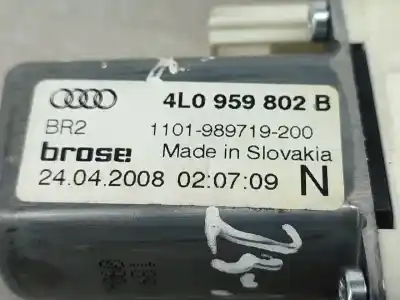 4L0 959 802 B
BR2 1101-989719-200
brose Made in Slovakia
24.04.2008 02:07:09 N